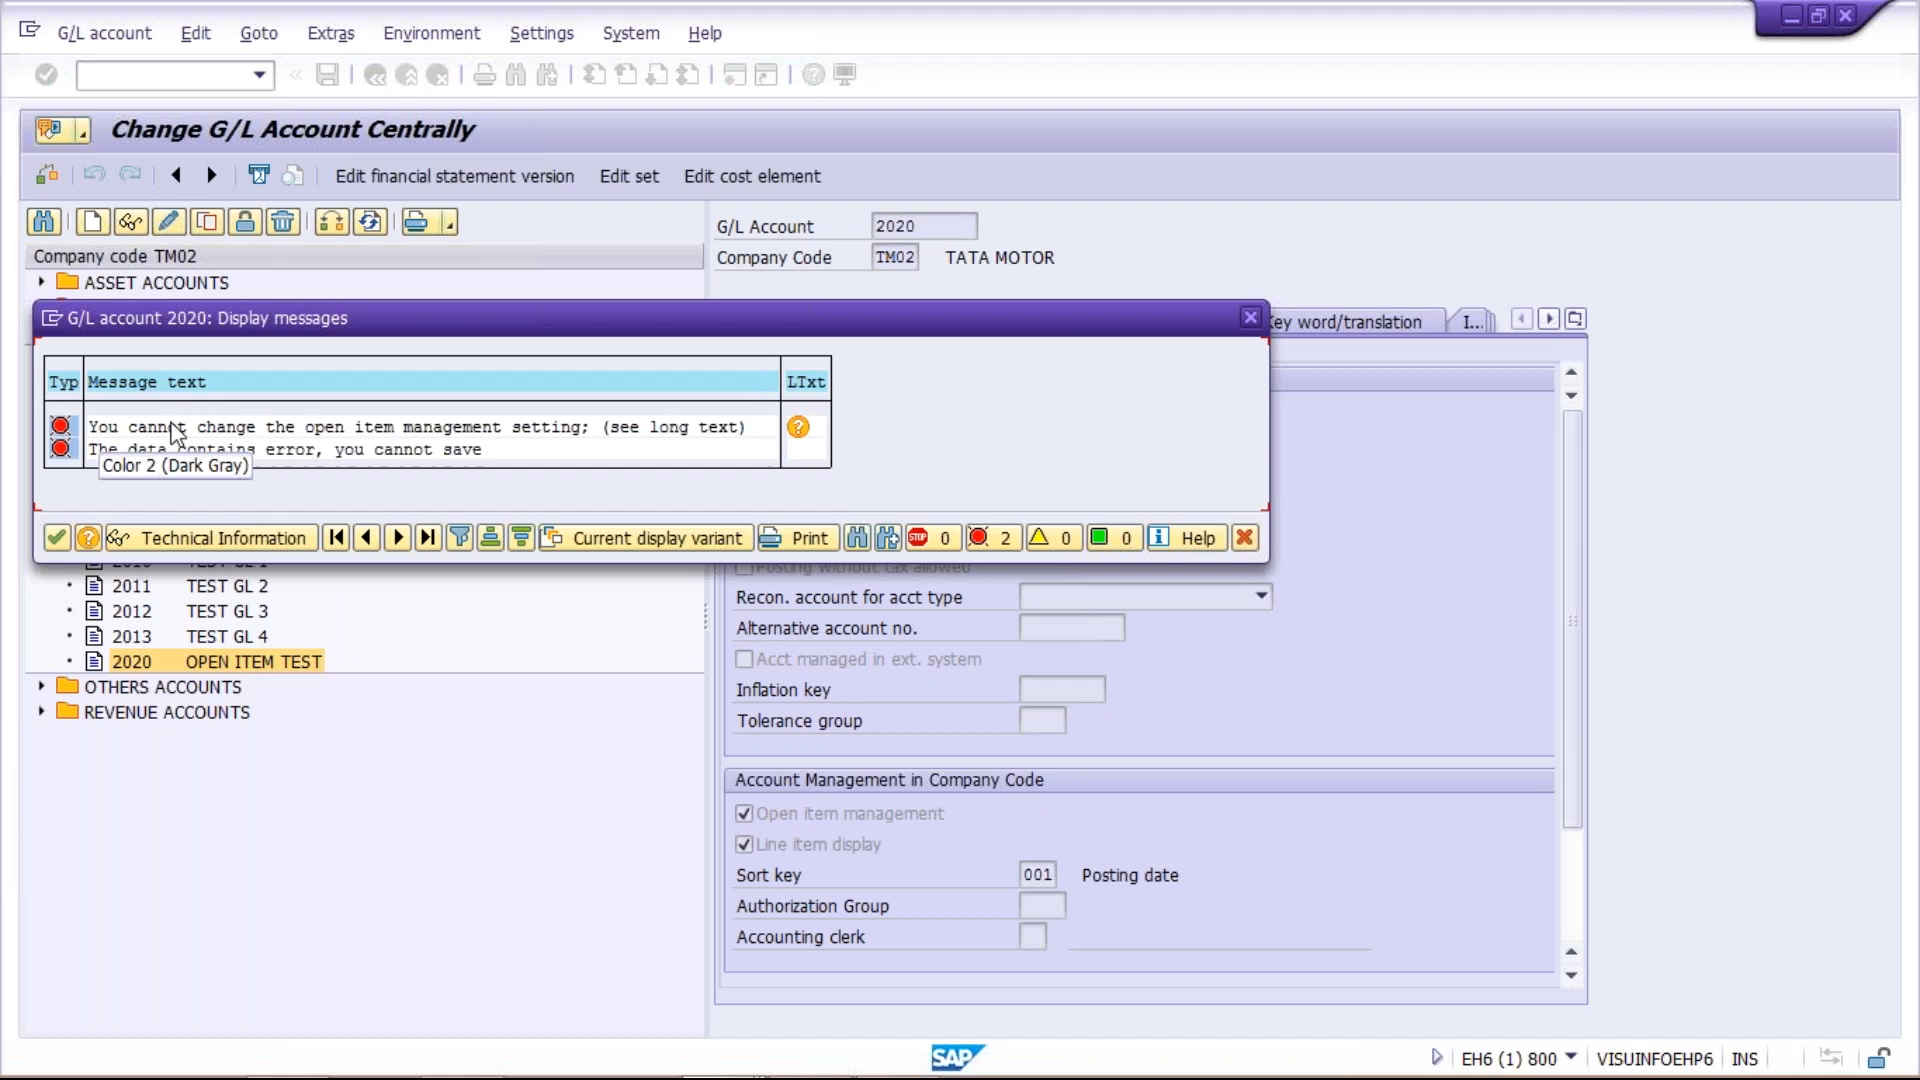 G/L account Edit Goto Extras Environment Settings System Help
Change G/L Account Centrally
Edit financial statement version Edit set Edit cost element
G/L Account 2020
Company code TM02
Company Code TM02 TATA MOTOR
ASSET ACCOUNTS
G/L account 2020: Display messages
Key word/translation I...
Typ Message text LTxt
You cannot change the open item management setting; (see long text)
The data contains error, you cannot save
Color 2 (Dark Gray)
Technical Information Current display variant Print STOP 0 2 0 0 Help
Posting without tax allowed
2011 TEST GL 2
Recon. account for acct type
2012 TEST GL 3
Alternative account no.
2013 TEST GL 4
Acct managed in ext. system
2020 OPEN ITEM TEST
OTHERS ACCOUNTS
Inflation key
REVENUE ACCOUNTS
Tolerance group
Account Management in Company Code
Open item management
Line item display
Sort key 001 Posting date
Authorization Group
Accounting clerk
SAP EH6 (1) 800 VISUINFOEHP6 INS